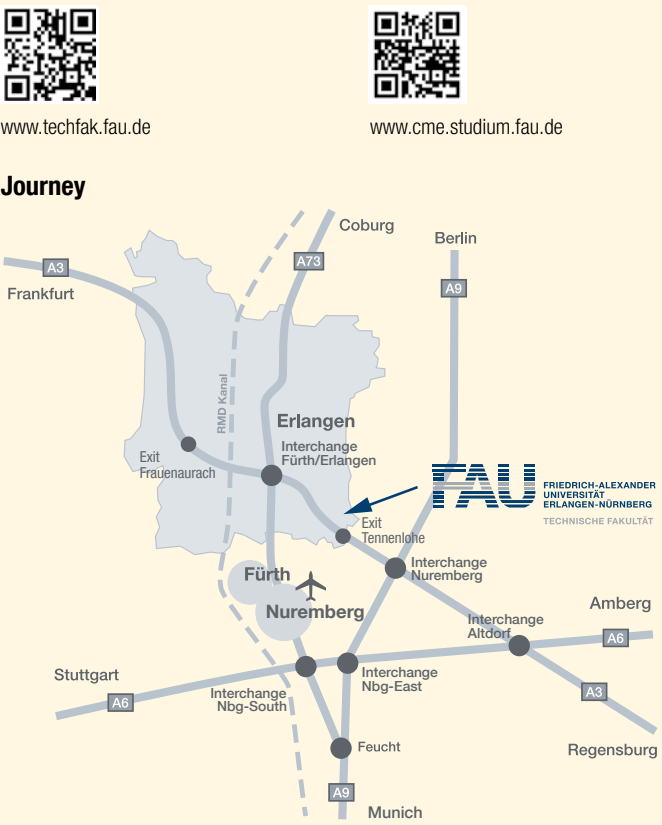 www.techfak.fau.de
www.cme.studium.fau.de
Journey
Coburg
Berlin
A3
A73
A9
Frankfurt
RMD Kanal
Erlangen
Interchange
Fürth/Erlangen
Exit
Frauenaurach
FAU
FRIEDRICH-ALEXANDER
UNIVERSITÄT
ERLANGEN-NÜRNBERG
TECHNISCHE FAKULTÄT
Exit
Tennenlohe
Interchange
Nuremberg
Fürth
Nuremberg
Amberg
Interchange
Altdorf
A6
Stuttgart
Interchange
Nbg-East
Interchange
Nbg-South
A6
A3
Feucht
Regensburg
A9
Munich